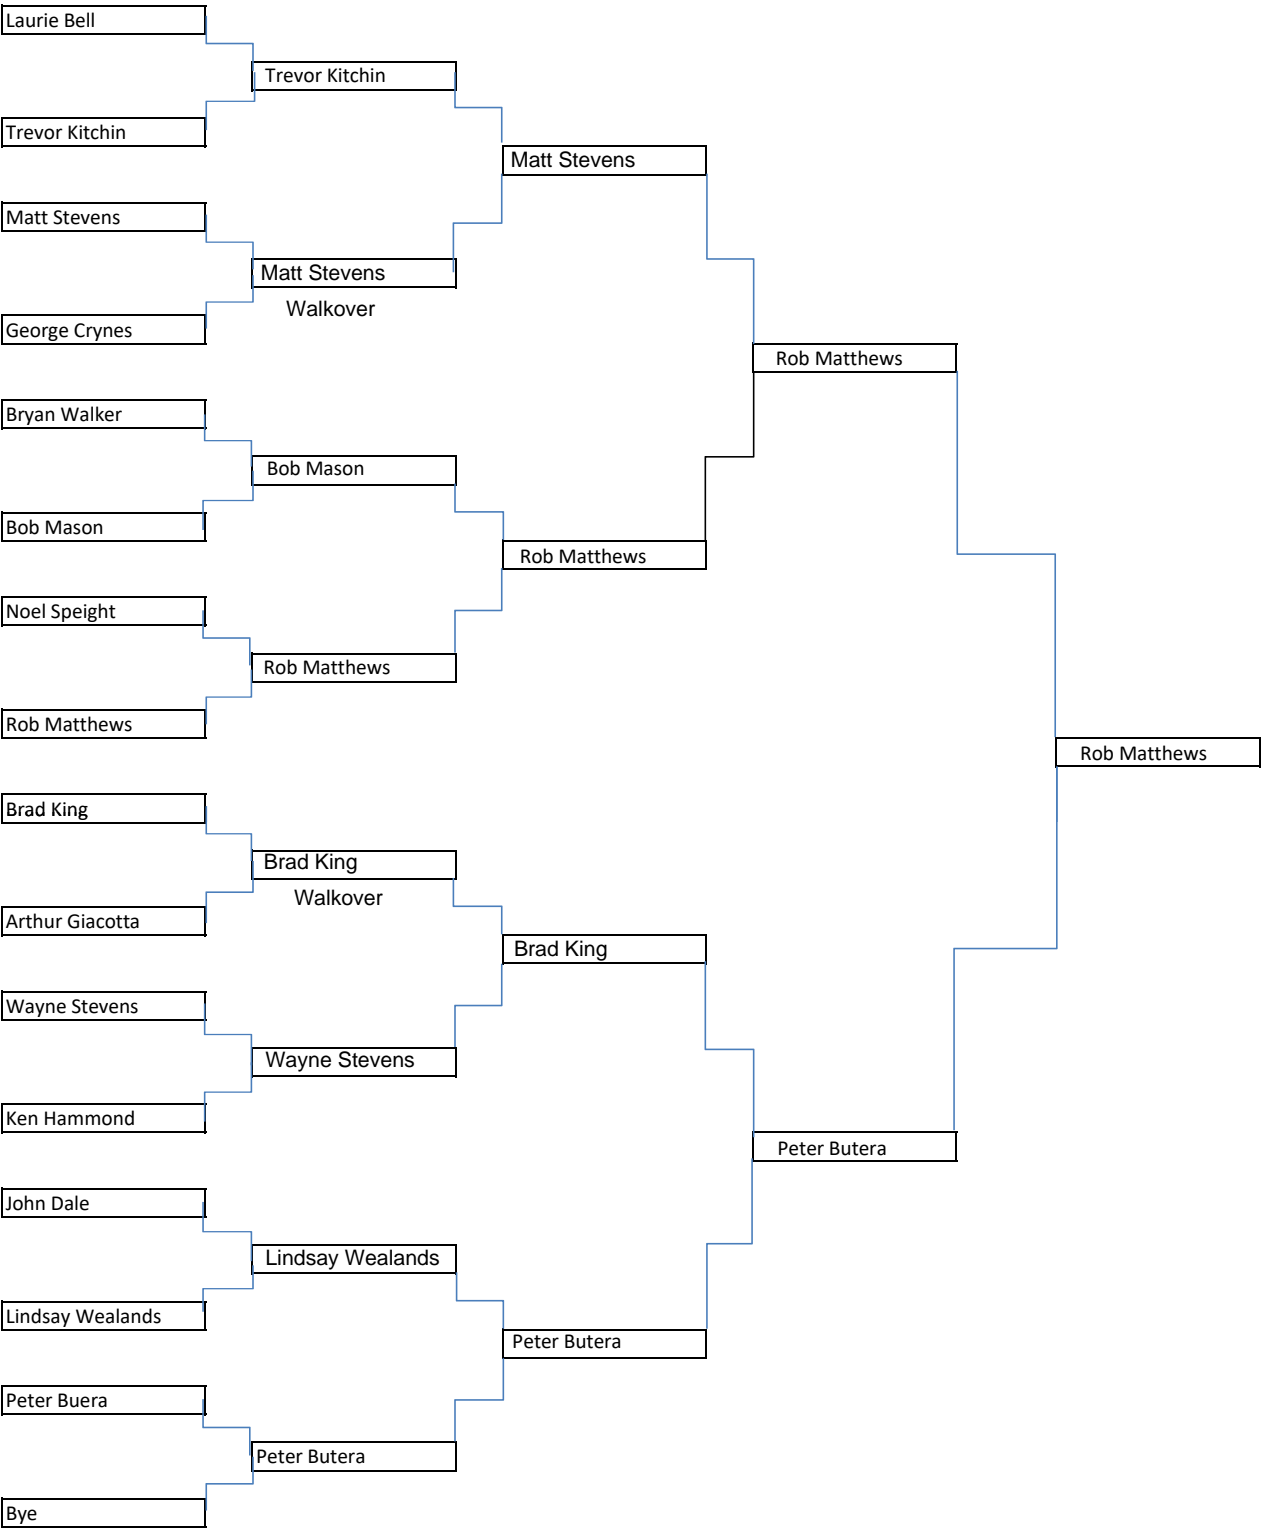 Laurie Bell
Trevor Kitchin
Trevor Kitchin
Matt Stevens
Matt Stevens
Matt Stevens
Walkover
George Crynes
Rob Matthews
Bryan Walker
Bob Mason
Bob Mason
Rob Matthews
Noel Speight
Rob Matthews
Rob Matthews
Rob Matthews
Brad King
Brad King
Walkover
Arthur Giacotta
Brad King
Wayne Stevens
Wayne Stevens
Ken Hammond
Peter Butera
John Dale
Lindsay Wealands
Lindsay Wealands
Peter Butera
Peter Buera
Peter Butera
Bye